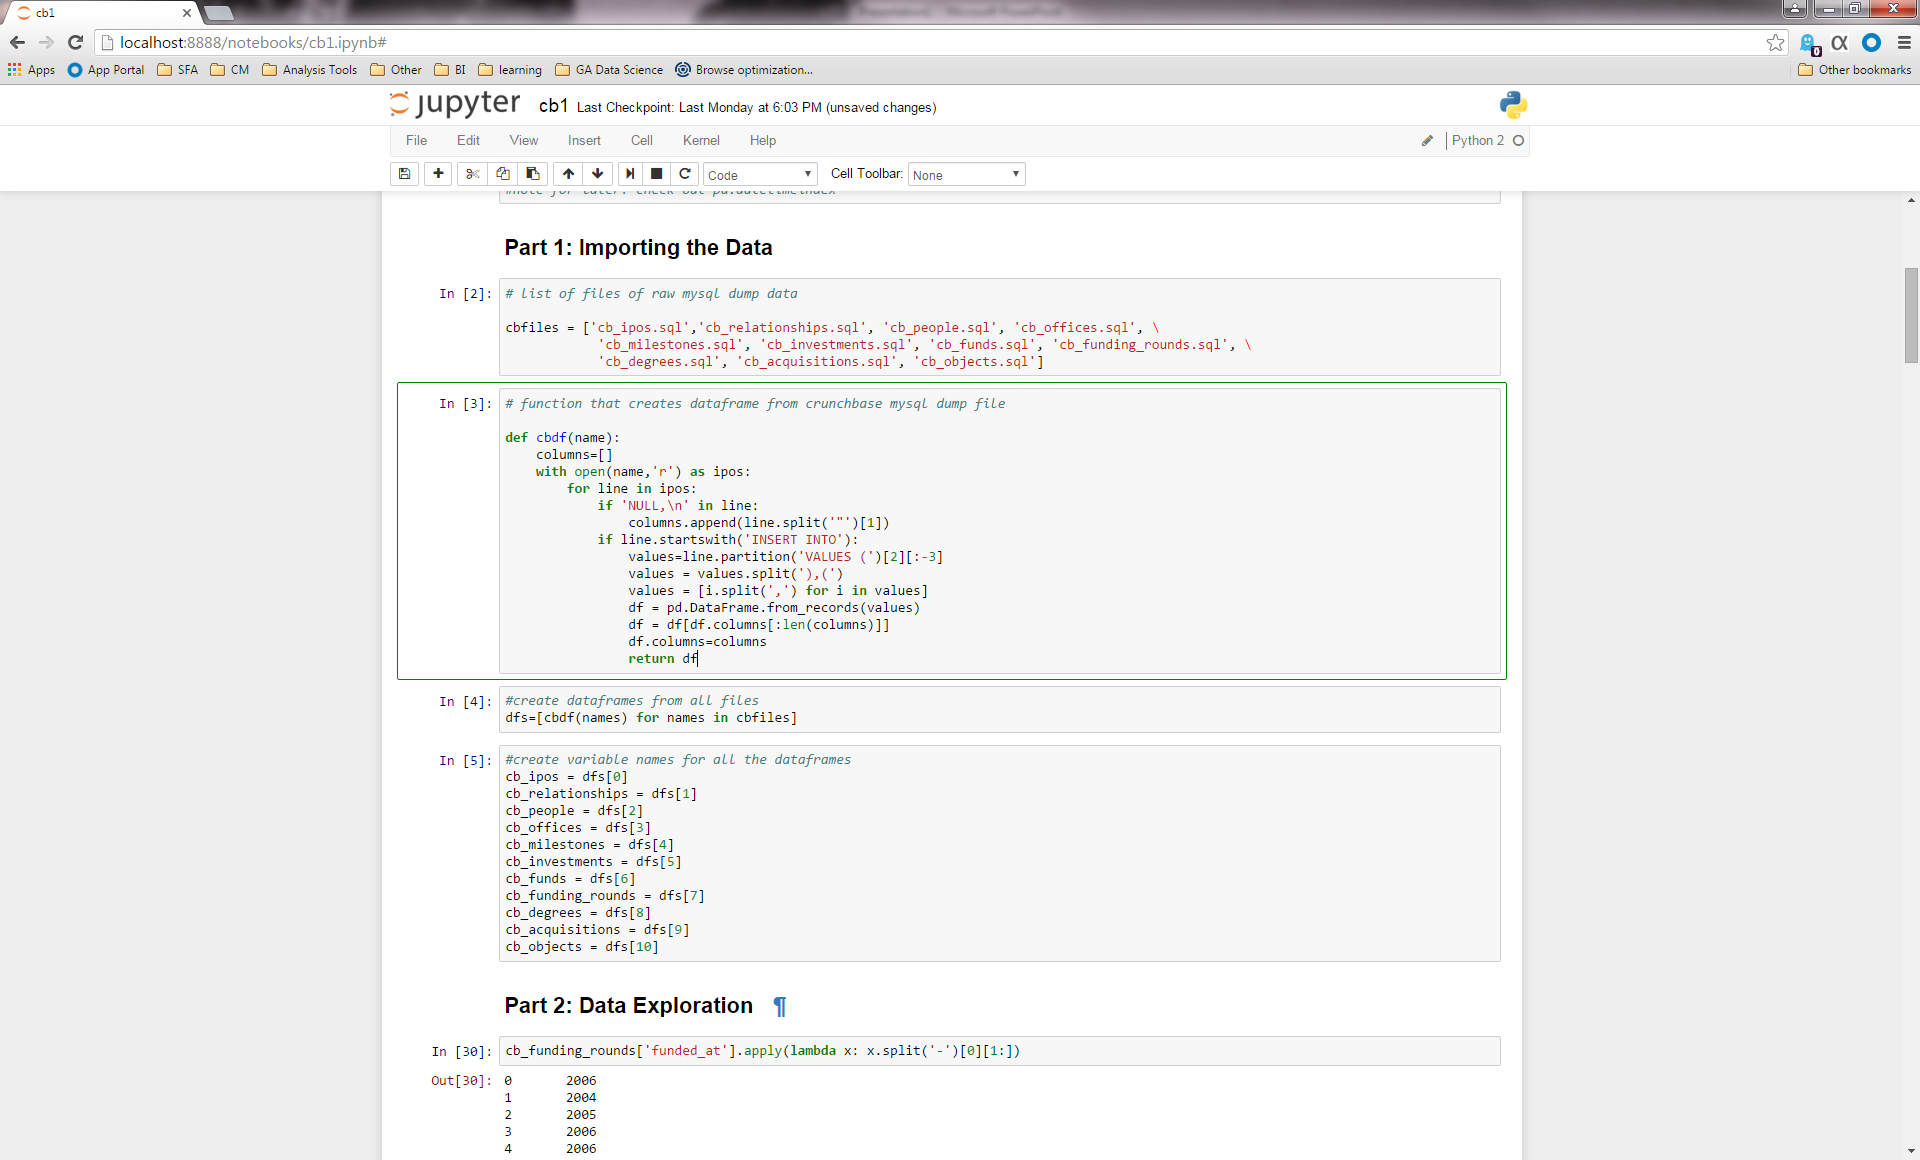 cb1
localhost:8888/notebooks/cb1.ipynb#
Apps App Portal SFA CM Analysis Tools Other BI learning GA Data Science Browse optimization... Other bookmarks
jupyter cb1 Last Checkpoint: Last Monday at 6:03 PM (unsaved changes)
File Edit View Insert Cell Kernel Help Python 2
Code Cell Toolbar: None
#note for later: check out pd.datetimeindex
Part 1: Importing the Data
In [2]: # list of files of raw mysql dump data
cbfiles = ['cb_ipos.sql','cb_relationships.sql', 'cb_people.sql', 'cb_offices.sql', \
'cb_milestones.sql', 'cb_investments.sql', 'cb_funds.sql', 'cb_funding_rounds.sql', \
'cb_degrees.sql', 'cb_acquisitions.sql', 'cb_objects.sql']
In [3]: # function that creates dataframe from crunchbase mysql dump file
def cbdf(name):
columns=[]
with open(name,'r') as ipos:
for line in ipos:
if 'NULL,\n' in line:
columns.append(line.split('"')[1])
if line.startswith('INSERT INTO'):
values=line.partition('VALUES (')[2][:-3]
values = values.split('),(')
values = [i.split(',') for i in values]
df = pd.DataFrame.from_records(values)
df = df[df.columns[:len(columns)]]
df.columns=columns
return df
In [4]: #create dataframes from all files
dfs=[cbdf(names) for names in cbfiles]
In [5]: #create variable names for all the dataframes
cb_ipos = dfs[0]
cb_relationships = dfs[1]
cb_people = dfs[2]
cb_offices = dfs[3]
cb_milestones = dfs[4]
cb_investments = dfs[5]
cb_funds = dfs[6]
cb_funding_rounds = dfs[7]
cb_degrees = dfs[8]
cb_acquisitions = dfs[9]
cb_objects = dfs[10]
Part 2: Data Exploration ¶
In [30]: cb_funding_rounds['funded_at'].apply(lambda x: x.split('-')[0][1:])
Out[30]: 0 2006
1 2004
2 2005
3 2006
4 2006